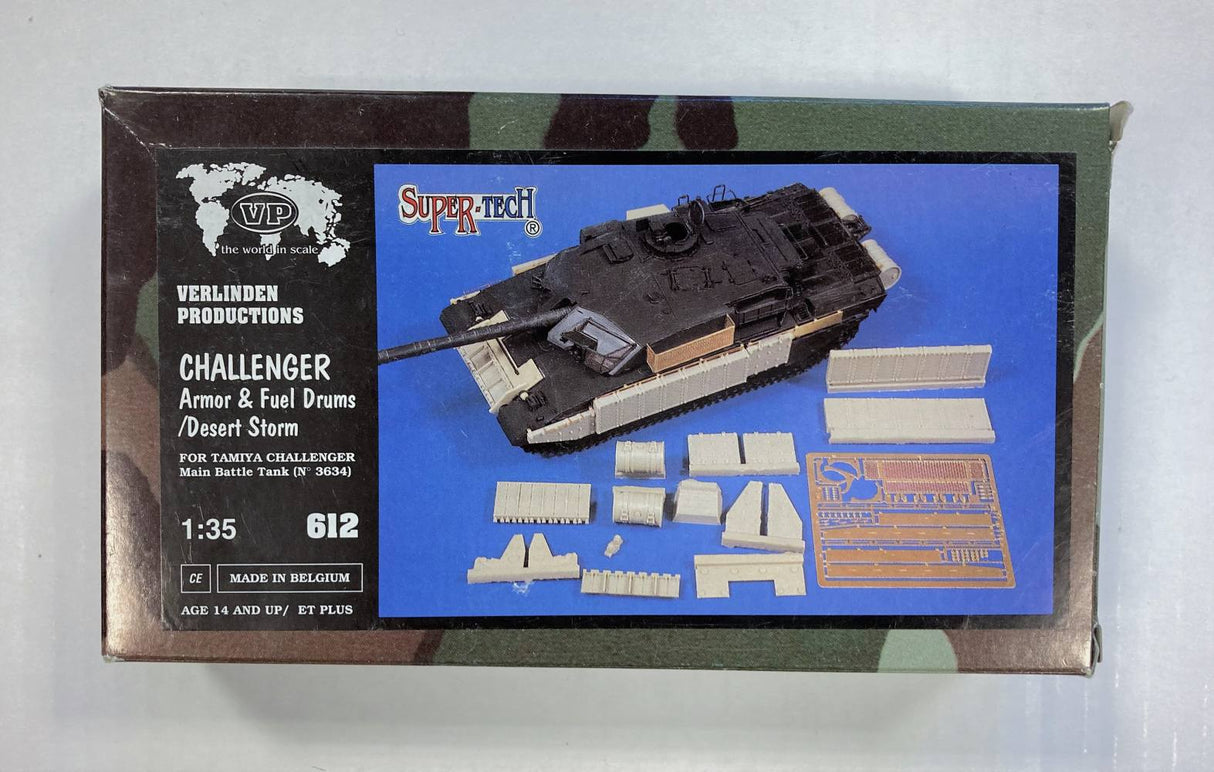 VP
the world in scale
VERLINDEN
PRODUCTIONS
CHALLENGER
Armor & Fuel Drums
/Desert Storm
FOR TAMIYA CHALLENGER
Main Battle Tank (N° 3634)
1:35 612
CE MADE IN BELGIUM
AGE 14 AND UP/ ET PLUS
SUPER-TECH ®